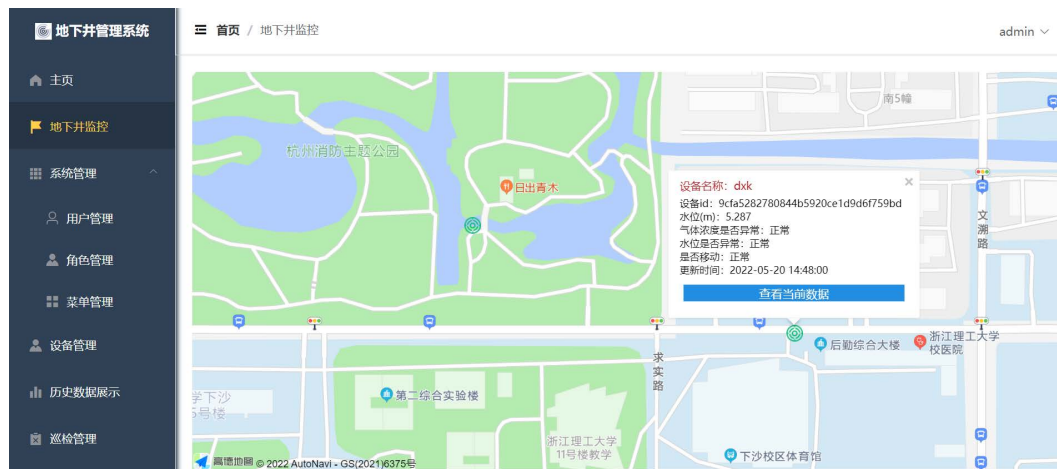 地下井管理系统
首页 / 地下井监控
admin
主页
地下井监控
系统管理
用户管理
角色管理
菜单管理
设备管理
历史数据展示
巡检管理
南5幢
杭州消防主题公园
日出青木
设备名称：dxk
设备id：9cfa5282780844b5920ce1d9d6f759bd
水位(m)：5.287
气体浓度是否异常：正常
水位是否异常：正常
是否移动：正常
更新时间：2022-05-20 14:48:00
查看当前数据
文溯路
后勤综合大楼
浙江理工大学
校医院
求实路
学下沙
5号楼
第二综合实验楼
浙江理工大学
11号楼教学
下沙校区体育馆
高德地图 © 2022 AutoNavi - GS(2021)6375号